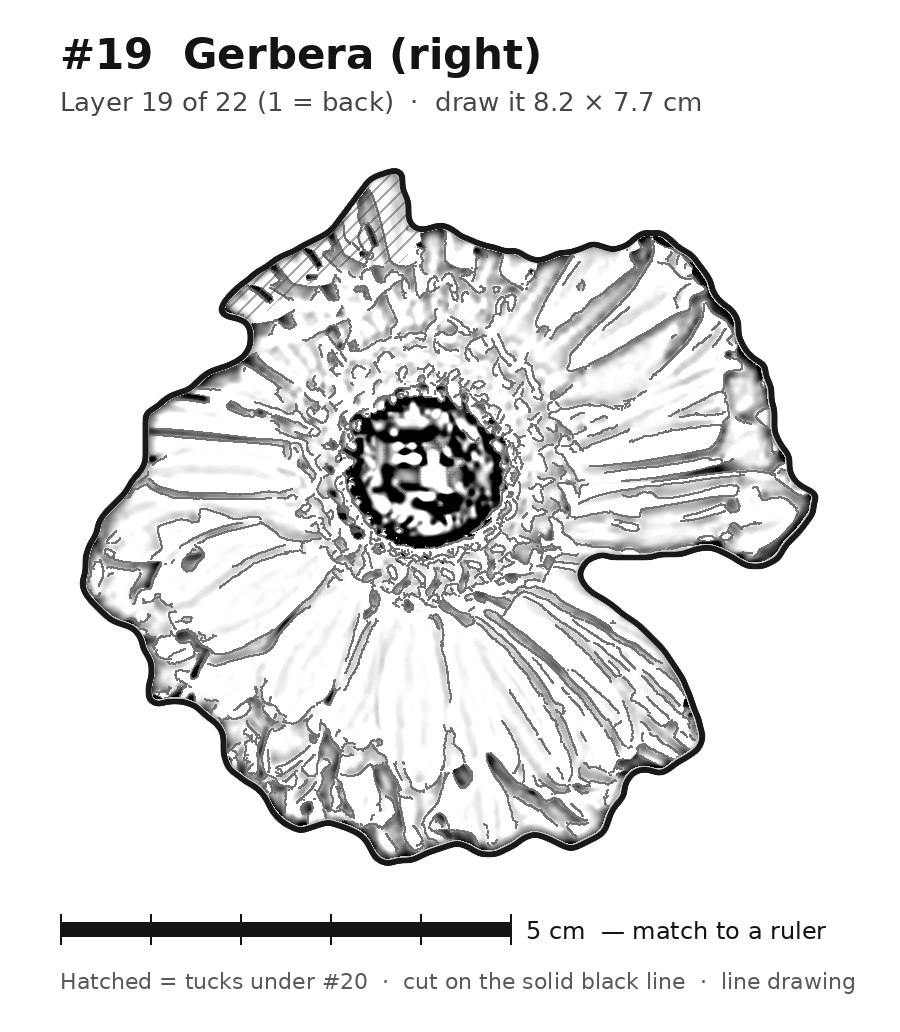 #19 Gerbera (right)
Layer 19 of 22 (1 = back) · draw it 8.2 × 7.7 cm
5 cm — match to a ruler
Hatched = tucks under #20 · cut on the solid black line · line drawing